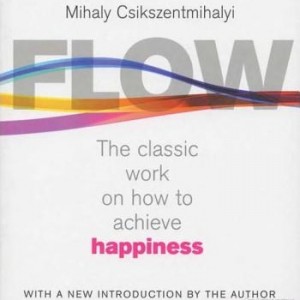 Mihaly Csikszentmihalyi
FLOW
The classic
work
on how to
achieve
happiness
WITH A NEW INTRODUCTION BY THE AUTHOR